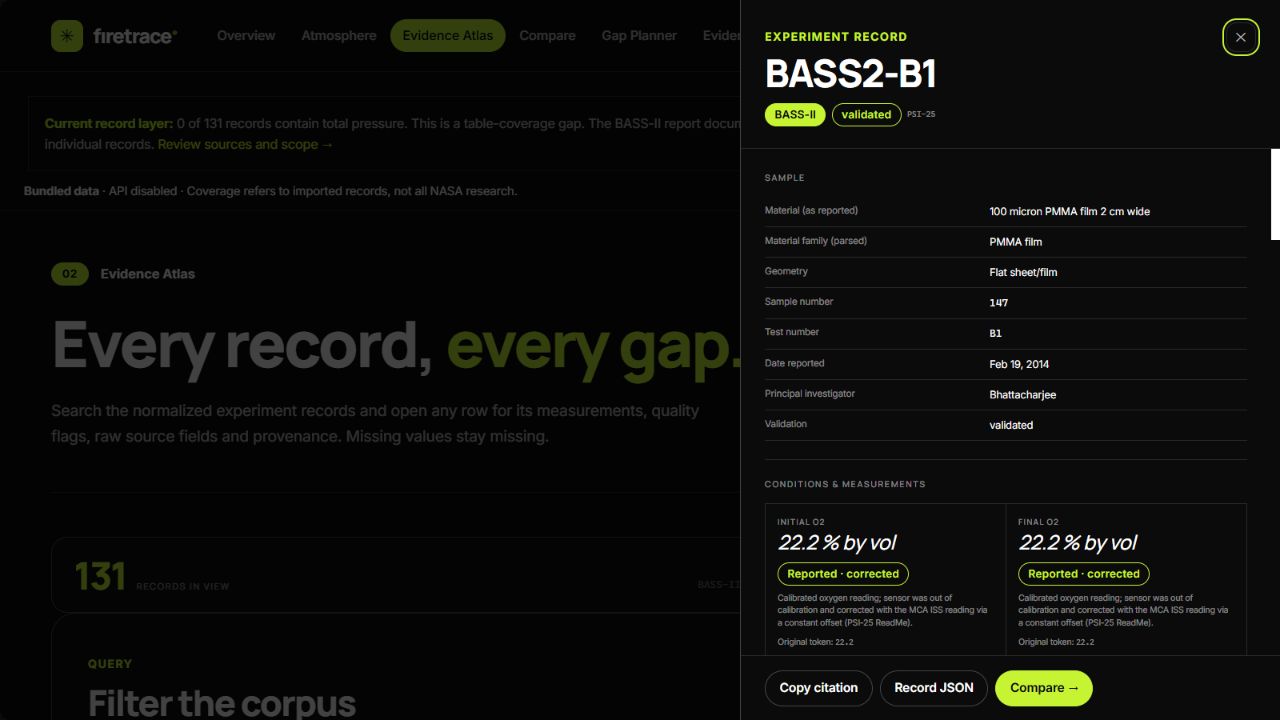 firetrace
Overview
Atmosphere
Evidence Atlas
Compare
Gap Planner
Current record layer: 0 of 131 records contain total pressure. This is a table-coverage gap. The BASS-II report
individual records. Review sources and scope →
Bundled data · API disabled · Coverage refers to imported records, not all NASA research.
02 Evidence Atlas
Every record, every gap.
Search the normalized experiment records and open any row for its measurements, quality
flags, raw source fields and provenance. Missing values stay missing.
131 RECORDS IN VIEW
BASS-II
QUERY
Filter the corpus
EXPERIMENT RECORD
BASS2-B1
BASS-II validated PSI-25
SAMPLE
Material (as reported) 100 micron PMMA film 2 cm wide
Material family (parsed) PMMA film
Geometry Flat sheet/film
Sample number 147
Test number B1
Date reported Feb 19, 2014
Principal investigator Bhattacharjee
Validation validated
CONDITIONS & MEASUREMENTS
INITIAL O2
22.2 % by vol
Reported · corrected
Calibrated oxygen reading; sensor was out of
calibration and corrected with the MCA ISS reading via
a constant offset (PSI-25 ReadMe).
Original token: 22.2
FINAL O2
22.2 % by vol
Reported · corrected
Calibrated oxygen reading; sensor was out of
calibration and corrected with the MCA ISS reading via
a constant offset (PSI-25 ReadMe).
Original token: 22.2
Copy citation
Record JSON
Compare →